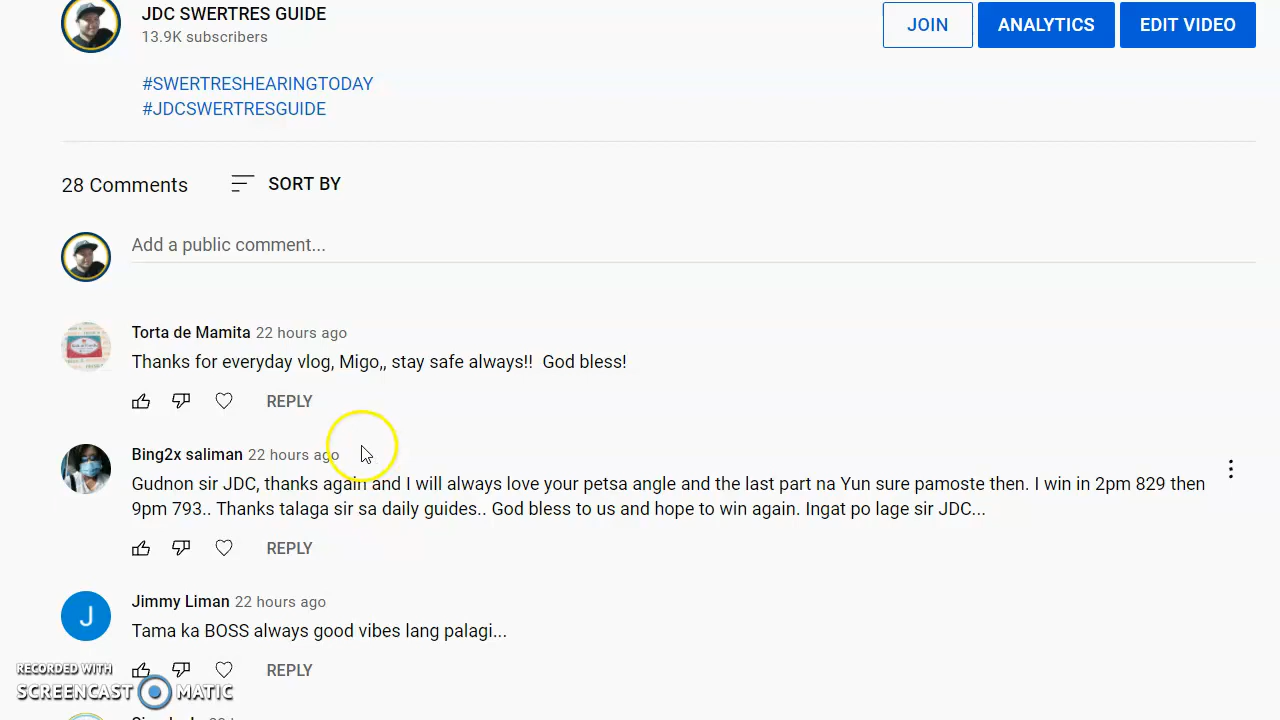 JDC SWERTRES GUIDE
13.9K subscribers
JOIN
ANALYTICS
EDIT VIDEO
#SWERTRESHEARINGTODAY
#JDCSWERTRESGUIDE
28 Comments
SORT BY
Add a public comment...
Torta de Mamita 22 hours ago
Thanks for everyday vlog, Migo,, stay safe always!!  God bless!
REPLY
Bing2x saliman 22 hours ago
Gudnon sir JDC, thanks again and I will always love your petsa angle and the last part na Yun sure pamoste then. I win in 2pm 829 then
9pm 793.. Thanks talaga sir sa daily guides.. God bless to us and hope to win again. Ingat po lage sir JDC...
REPLY
J
Jimmy Liman 22 hours ago
Tama ka BOSS always good vibes lang palagi...
REPLY
RECORDED WITH
SCREENCAST MATIC